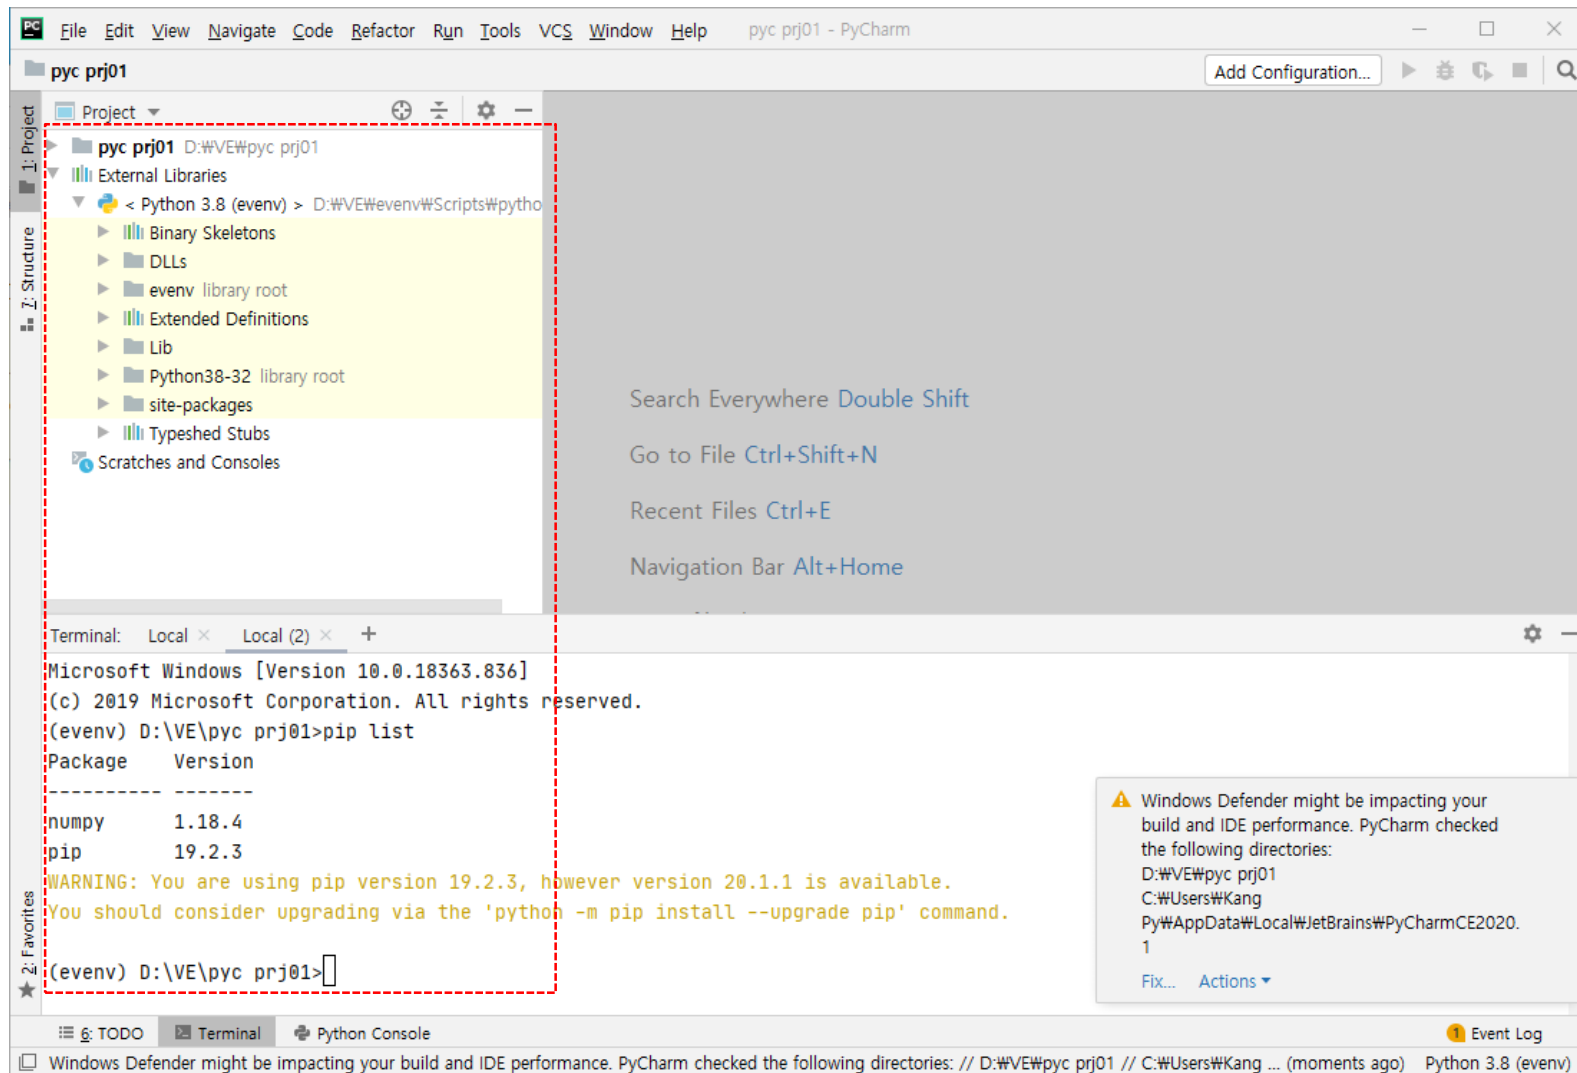 PC File Edit View Navigate Code Refactor Run Tools VCS Window Help pyc prj01 - PyCharm
pyc prj01 Add Configuration...
1: Project
7: Structure
2: Favorites
Project
pyc prj01 D:₩VE₩pyc prj01
External Libraries
< Python 3.8 (evenv) > D:₩VE₩evenv₩Scripts₩pytho
Binary Skeletons
DLLs
evenv library root
Extended Definitions
Lib
Python38-32 library root
site-packages
Typeshed Stubs
Scratches and Consoles
Search Everywhere Double Shift
Go to File Ctrl+Shift+N
Recent Files Ctrl+E
Navigation Bar Alt+Home
Terminal: Local × Local (2) × +
Microsoft Windows [Version 10.0.18363.836]
(c) 2019 Microsoft Corporation. All rights reserved.
(evenv) D:\VE\pyc prj01>pip list
Package Version
---------- -------
numpy 1.18.4
pip 19.2.3
WARNING: You are using pip version 19.2.3, however version 20.1.1 is available.
You should consider upgrading via the 'python -m pip install --upgrade pip' command.
(evenv) D:\VE\pyc prj01>
Windows Defender might be impacting your
build and IDE performance. PyCharm checked
the following directories:
D:₩VE₩pyc prj01
C:₩Users₩Kang
Py₩AppData₩Local₩JetBrains₩PyCharmCE2020.
1
Fix... Actions
6: TODO Terminal Python Console 1 Event Log
Windows Defender might be impacting your build and IDE performance. PyCharm checked the following directories: // D:₩VE₩pyc prj01 // C:₩Users₩Kang ... (moments ago) Python 3.8 (evenv)